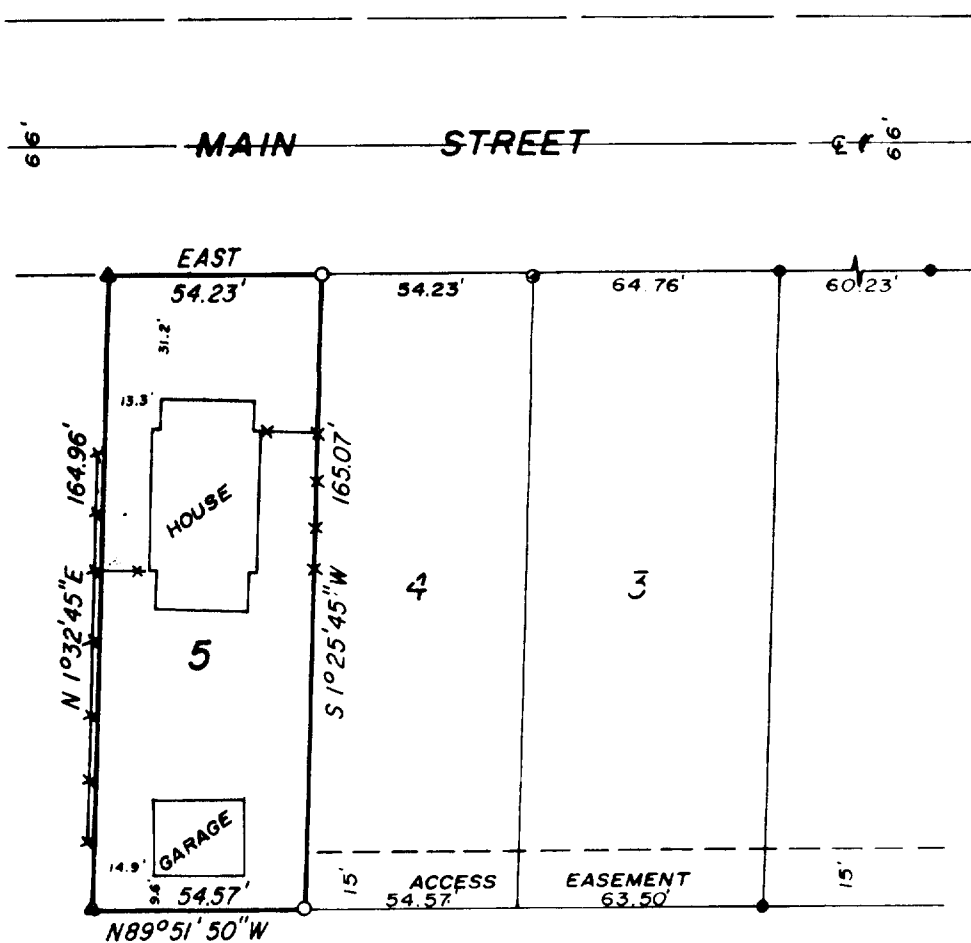 66'
MAIN STREET
℄
66'
EAST
54.23'
54.23'
64.76'
60.23'
31.2'
13.3'
164.96'
N 1°32'45"E
HOUSE
165.07'
S 1°25'45"W
5
4
3
GARAGE
14.9'
9.6'
54.57'
N89°51'50"W
15'
ACCESS EASEMENT
54.57'
63.50'
15'